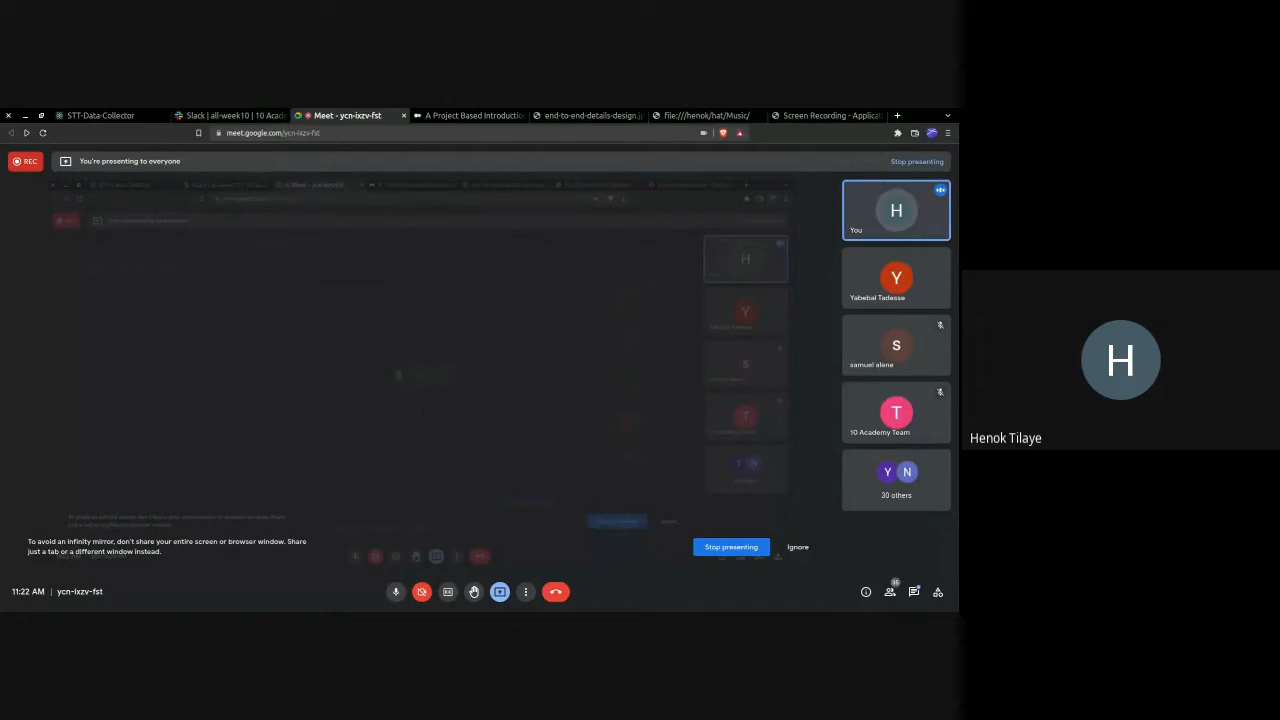 STT-Data-Collector
Slack | all-week10 | 10 Acade
Meet - ycn-ixzv-fst
A Project Based Introductio
end-to-end-details-design.jp
file:///henok/hat/Music/
Screen Recording - Applicat
meet.google.com/ycn-ixzv-fst
REC
You're presenting to everyone
Stop presenting
H
You
Y
Yabebal Tadesse
S
samuel alene
T
10 Academy Team
Y N
30 others
H
Henok Tilaye
To avoid an infinity mirror, don't share your entire screen or browser window. Share
just a tab or a different window instead.
Stop presenting
Ignore
11:22 AM | ycn-ixzv-fst